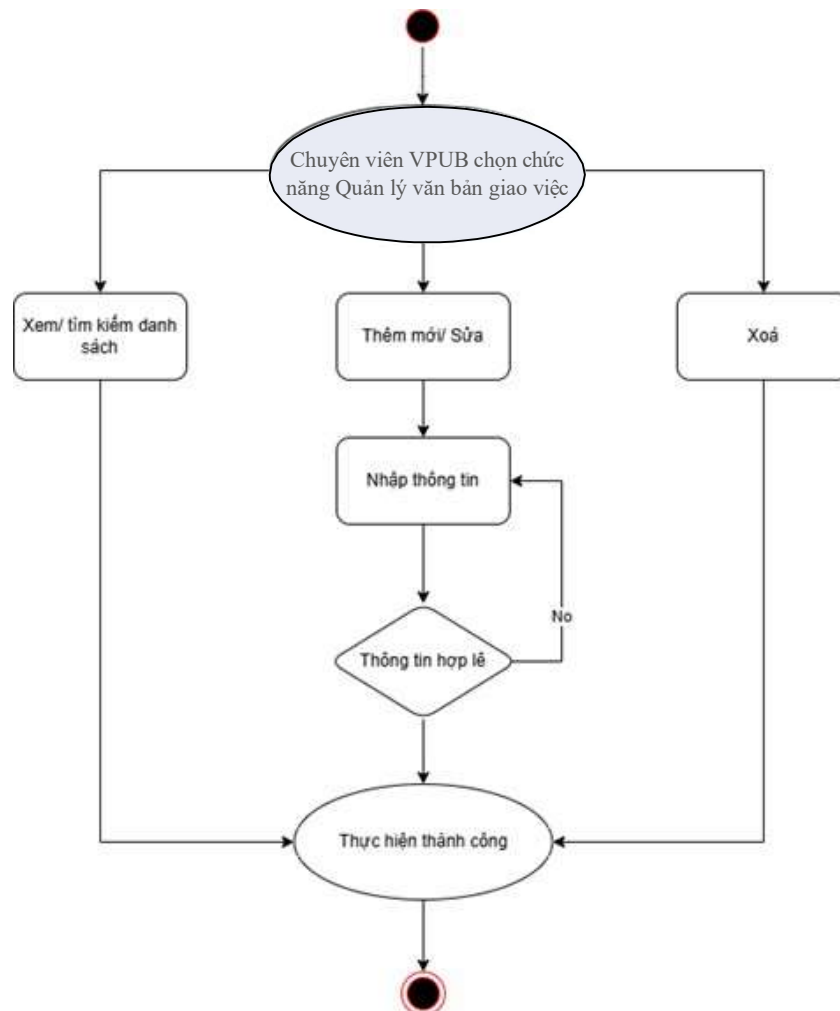 Chuyên viên VPUB chọn chức
năng Quản lý văn bản giao việc
Xem/ tìm kiếm danh
sách
Thêm mới/ Sửa
Xoá
Nhập thông tin
No
Thông tin hợp lê
Thực hiện thành công